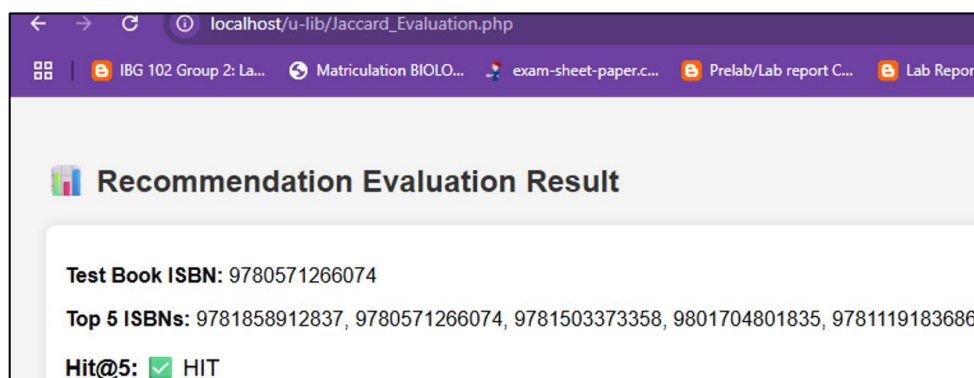 localhost/u-lib/Jaccard_Evaluation.php
IBG 102 Group 2: La... Matriculation BIOLO... exam-sheet-paper.c... Prelab/Lab report C... Lab Repor
Recommendation Evaluation Result
Test Book ISBN: 9780571266074
Top 5 ISBNs: 9781858912837, 9780571266074, 9781503373358, 9801704801835, 9781119183686
Hit@5: ✅ HIT